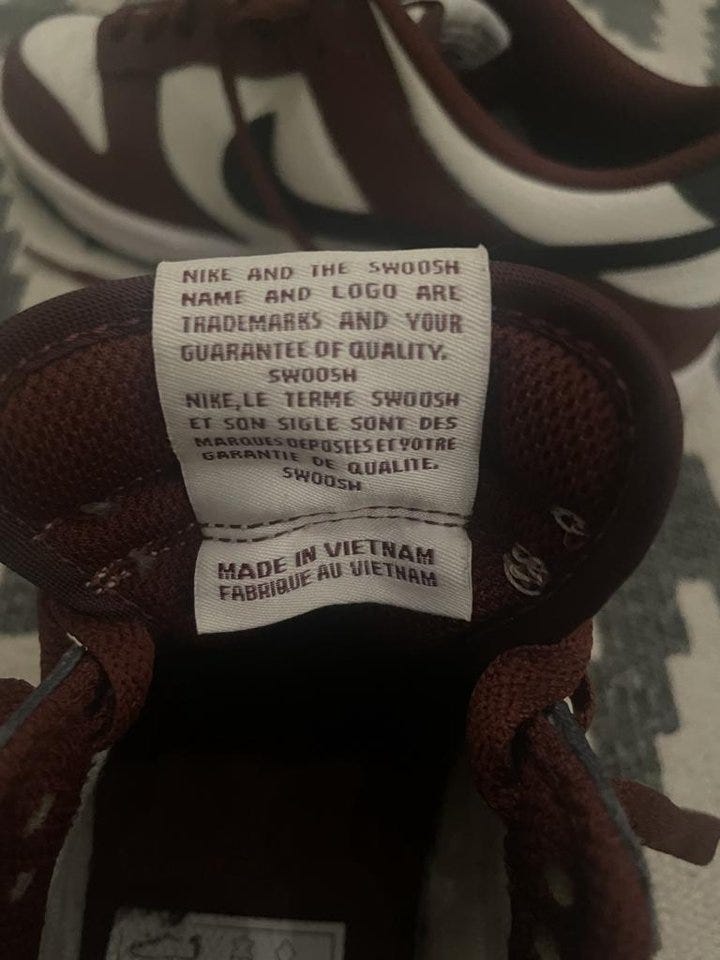 NIKE AND THE SWOOSH
NAME AND LOGO ARE
TRADEMARKS AND YOUR
GUARANTEE OF QUALITY.
SWOOSH
NIKE, LE TERME SWOOSH
ET SON SIGLE SONT DES
MARQUES DEPOSEES ET VOTRE
GARANTIE DE QUALITE.
SWOOSH
MADE IN VIETNAM
FABRIQUE AU VIETNAM